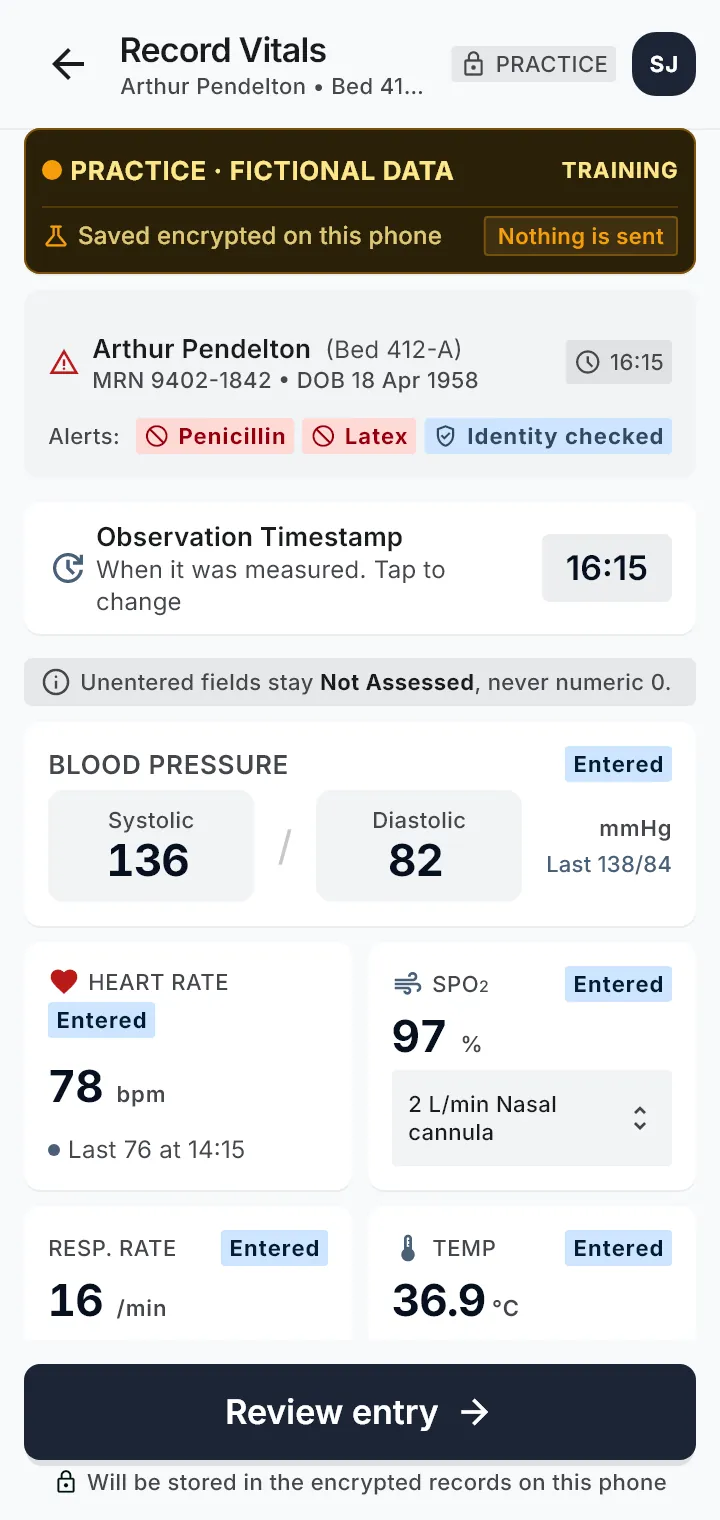 Record Vitals
Arthur Pendelton • Bed 41...
PRACTICE
SJ
PRACTICE · FICTIONAL DATA
TRAINING
Saved encrypted on this phone
Nothing is sent
Arthur Pendelton (Bed 412-A)
MRN 9402-1842 • DOB 18 Apr 1958
16:15
Alerts: Penicillin Latex Identity checked
Observation Timestamp
When it was measured. Tap to
change
16:15
Unentered fields stay Not Assessed, never numeric 0.
BLOOD PRESSURE
Entered
Systolic
136
/
Diastolic
82
mmHg
Last 138/84
HEART RATE
Entered
78 bpm
Last 76 at 14:15
SPO2
Entered
97 %
2 L/min Nasal
cannula
RESP. RATE
Entered
16 /min
TEMP
Entered
36.9 °C
Review entry →
Will be stored in the encrypted records on this phone